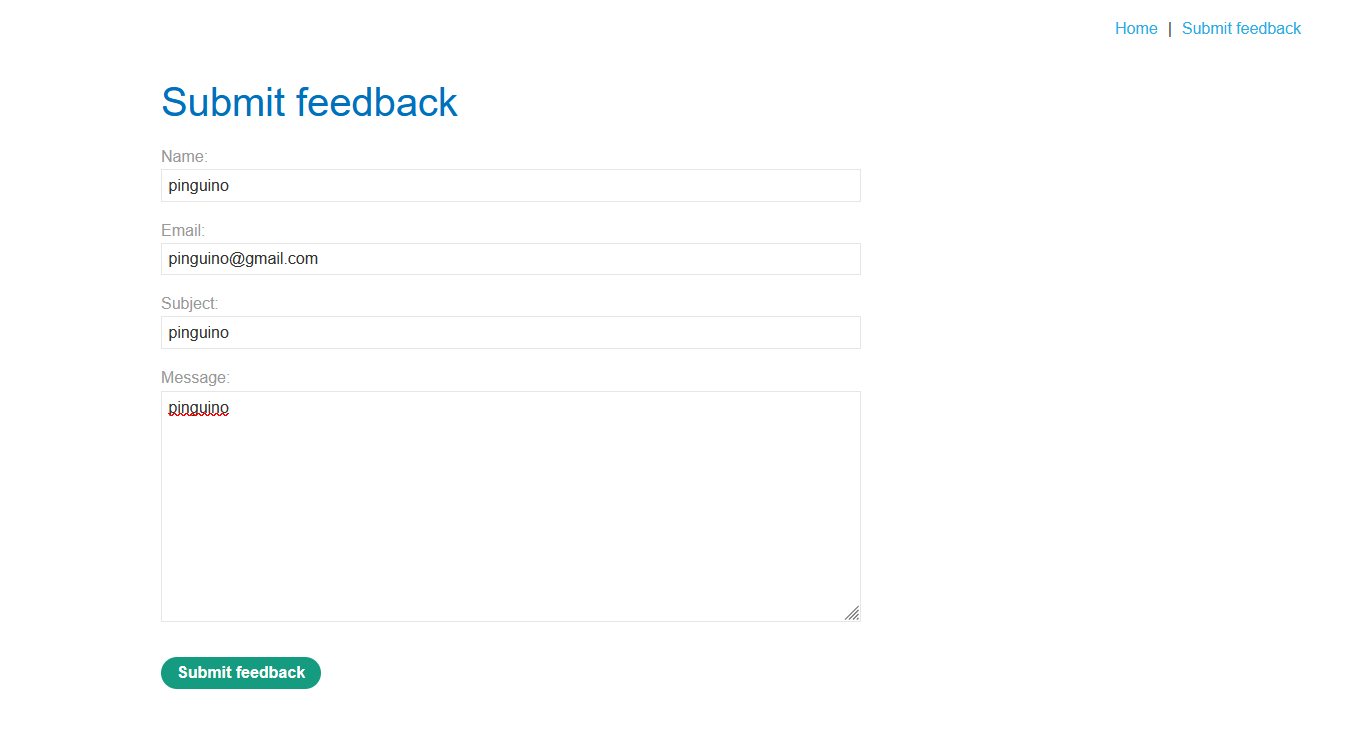 Home | Submit feedback
Submit feedback
Name:
pinguino
Email:
pinguino@gmail.com
Subject:
pinguino
Message:
pinguino
Submit feedback